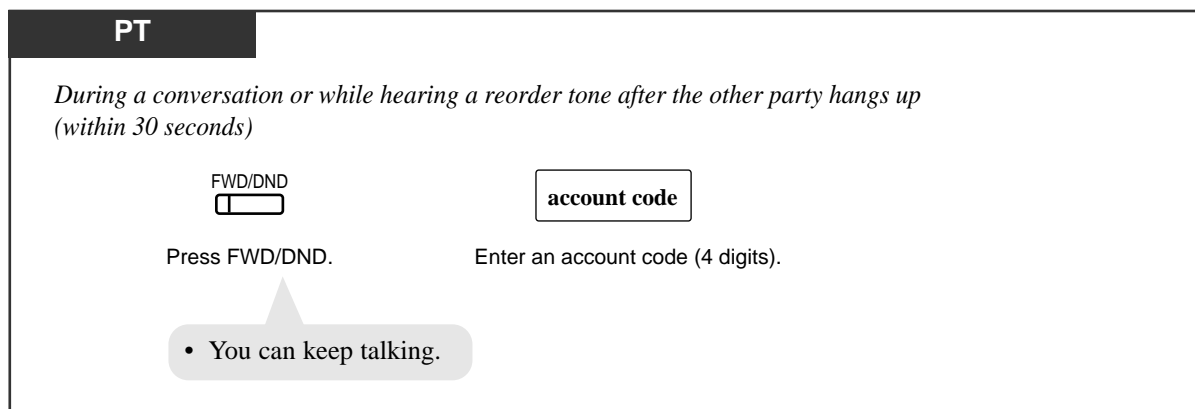 PT
During a conversation or while hearing a reorder tone after the other party hangs up
(within 30 seconds)
FWD/DND
account code
Press FWD/DND.
Enter an account code (4 digits).
• You can keep talking.